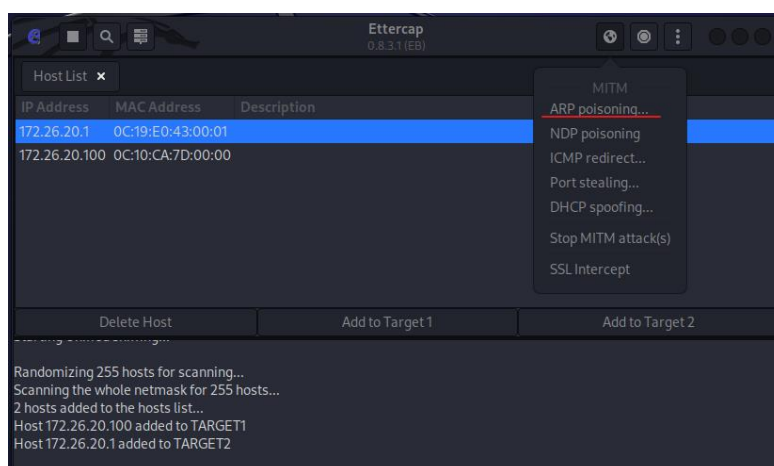 Ettercap
0.8.3.1 (EB)
Host List ×
MITM
IP Address MAC Address Description
ARP poisoning...
172.26.20.1 0C:19:E0:43:00:01
NDP poisoning
172.26.20.100 0C:10:CA:7D:00:00
ICMP redirect...
Port stealing...
DHCP spoofing...
Stop MITM attack(s)
SSL Intercept
Delete Host Add to Target 1 Add to Target 2
Randomizing 255 hosts for scanning...
Scanning the whole netmask for 255 hosts...
2 hosts added to the hosts list...
Host 172.26.20.100 added to TARGET1
Host 172.26.20.1 added to TARGET2